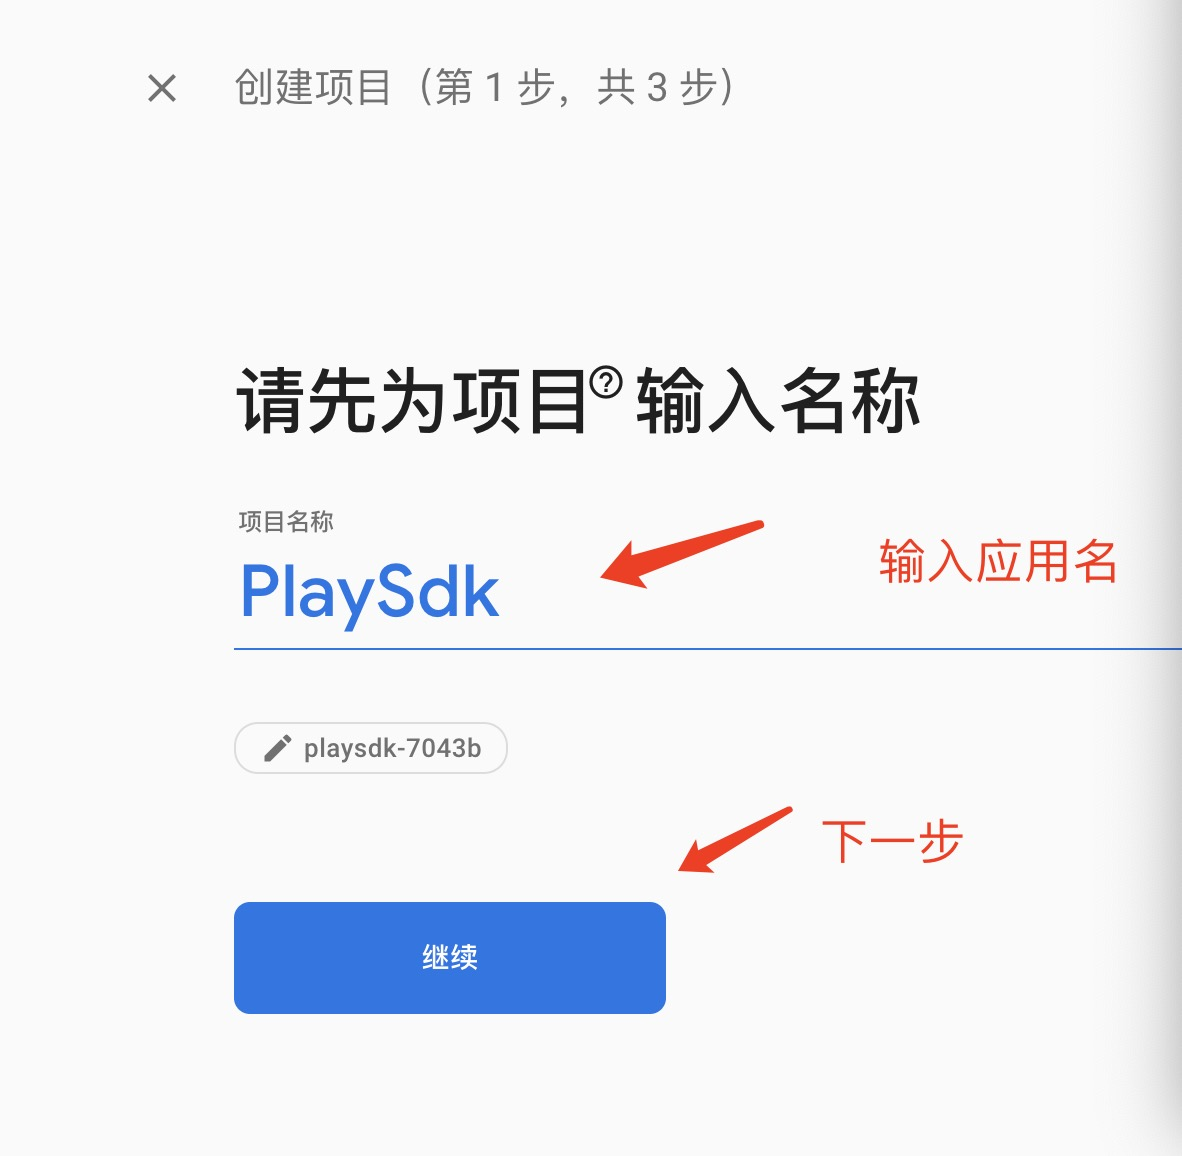 创建项目（第 1 步，共 3 步）
请先为项目?输入名称
项目名称
PlaySdk
输入应用名
playsdk-7043b
下一步
继续